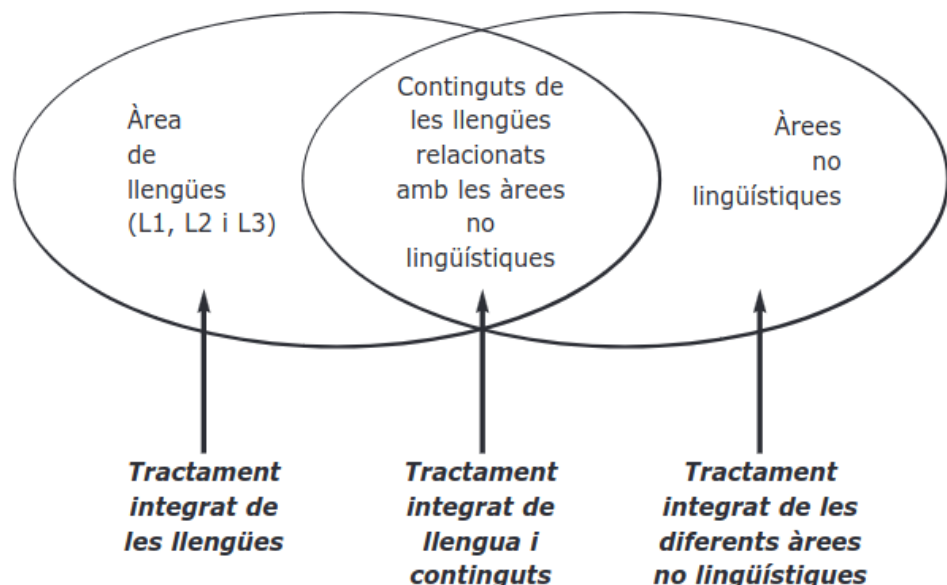 Àrea
de
llengües
(L1, L2 i L3)
Continguts de
les llengües
relacionats
amb les àrees
no
lingüístiques
Àrees
no
lingüístiques
Tractament
integrat de
les llengües
Tractament
integrat de
llengua i
continguts
Tractament
integrat de les
diferents àrees
no lingüístiques